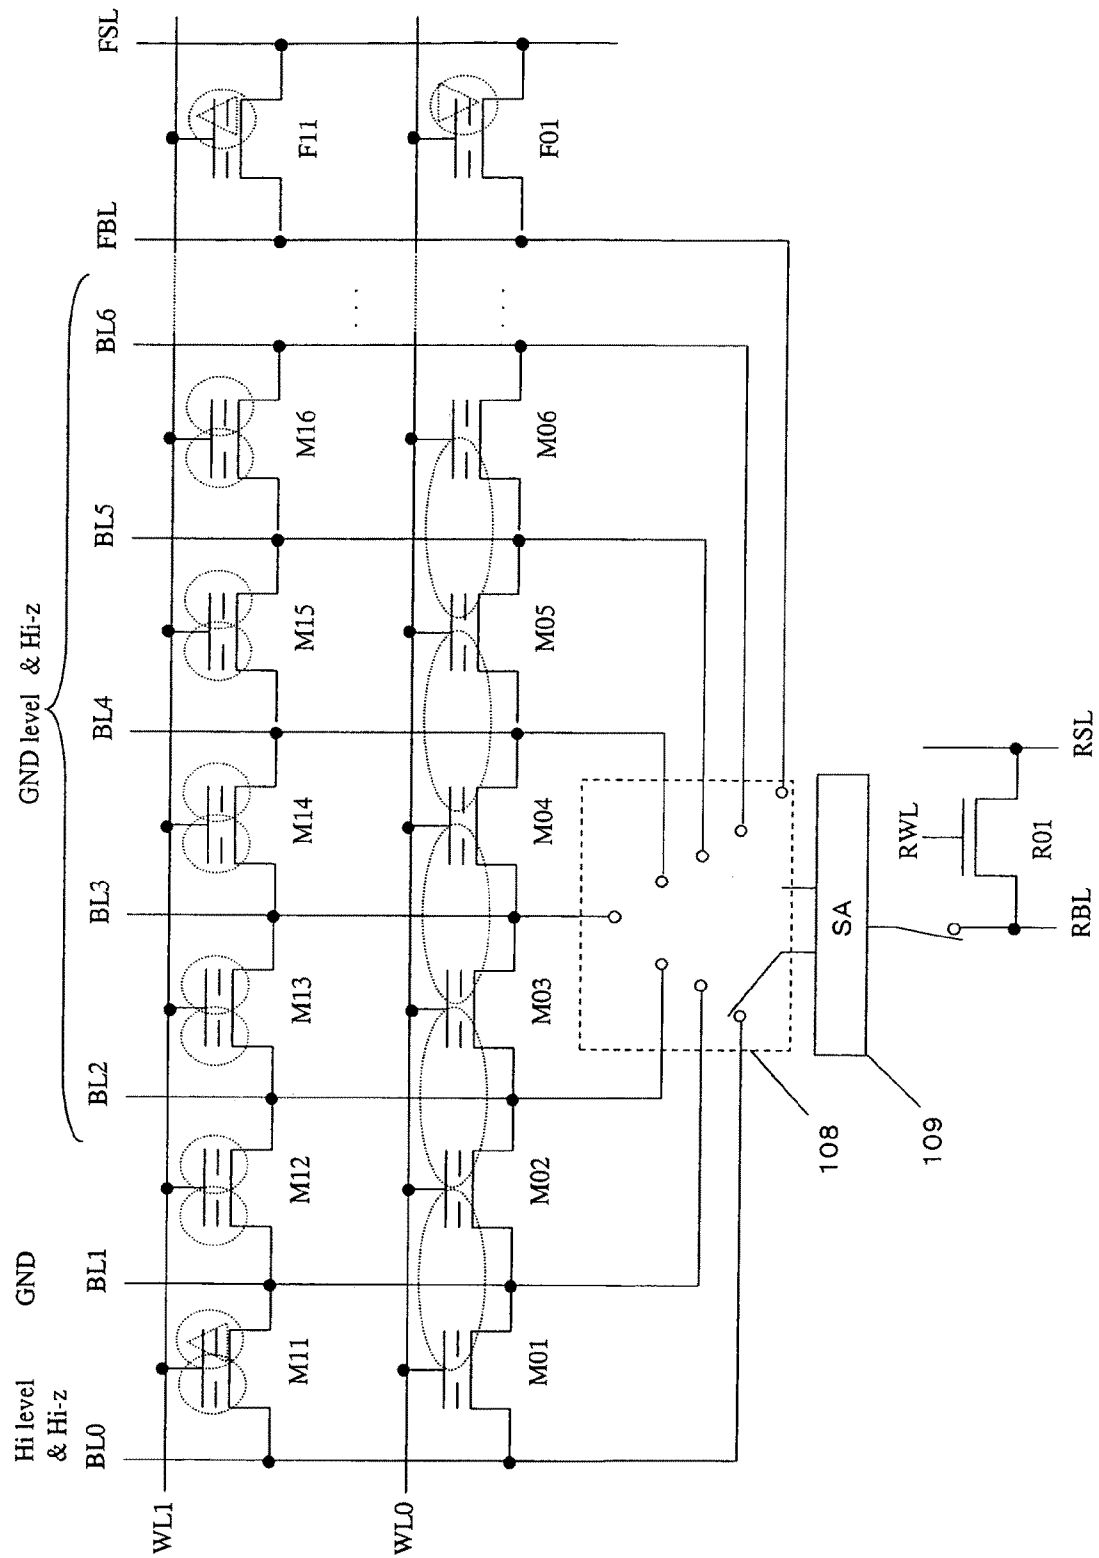 GND level & Hi-z
Hi level
& Hi-z
GND
BL0
BL1
BL2
BL3
BL4
BL5
BL6
FBL
FSL
WL1
M11
M12
M13
M14
M15
M16
F11
WL0
M01
M02
M03
M04
M05
M06
F01
108
109
SA
RWL
R01
RBL
RSL